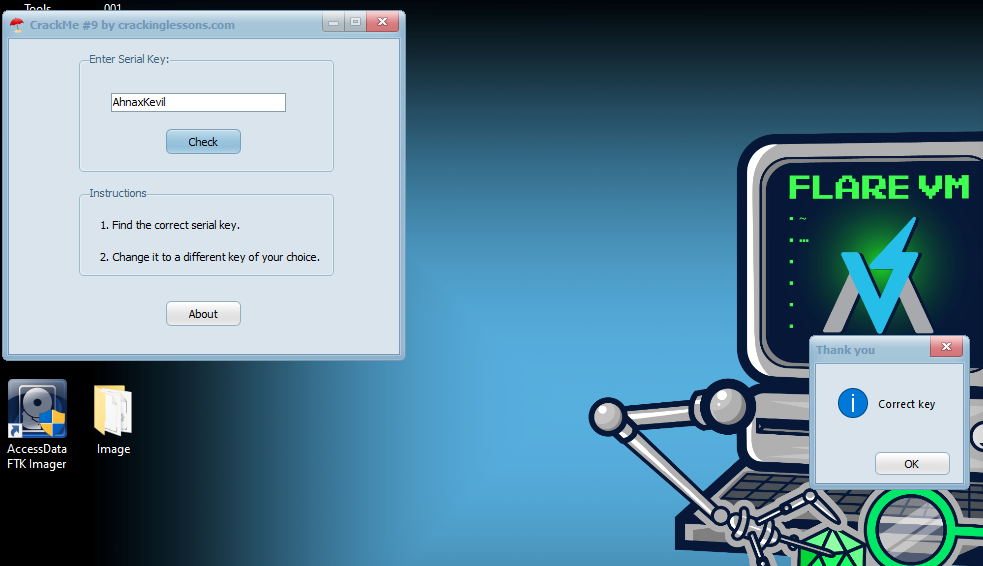 Tools
001
CrackMe #9 by crackinglessons.com
Enter Serial Key:
AhnaxKevil
Check
Instructions
1. Find the correct serial key.
2. Change it to a different key of your choice.
About
AccessData
FTK Imager
Image
FLARE VM
~
...
Thank you
Correct key
OK